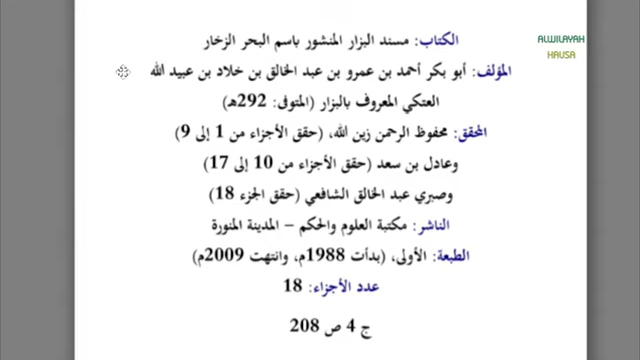 ALWILAYAH
HAUSA
الكتاب: مسند البزار المنشور باسم البحر الزخار
المؤلف: أبو بكر أحمد بن عمرو بن عبد الخالق بن خلاد بن عبيد الله
العتكي المعروف بالبزار (المتوفى: 292هـ)
المحقق: محفوظ الرحمن زين الله، (حقق الأجزاء من 1 إلى 9)
وعادل بن سعد (حقق الأجزاء من 10 إلى 17)
وصبري عبد الخالق الشافعي (حقق الجزء 18)
الناشر: مكتبة العلوم والحكم - المدينة المنورة
الطبعة: الأولى، (بدأت 1988م، وانتهت 2009م)
عدد الأجزاء: 18
ج 4 ص 208